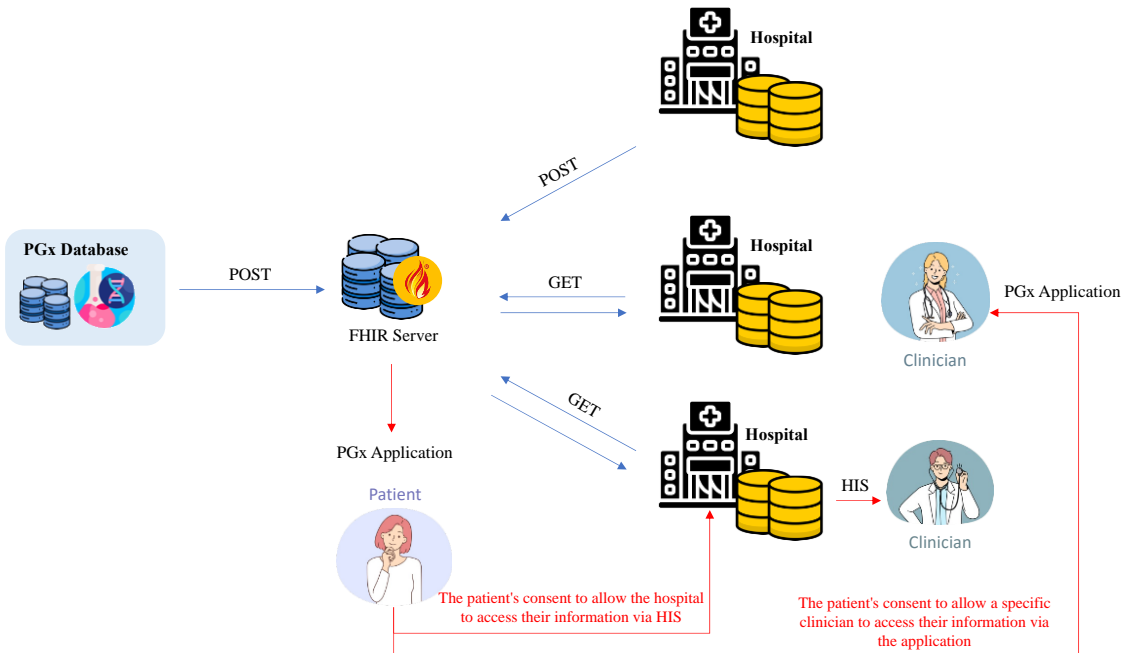 Hospital
POST
PGx Database
POST
FHIR Server
Hospital
GET
PGx Application
Clinician
GET
Hospital
PGx Application
HIS
Patient
Clinician
The patient's consent to allow the hospital
to access their information via HIS
The patient's consent to allow a specific
clinician to access their information via
the application